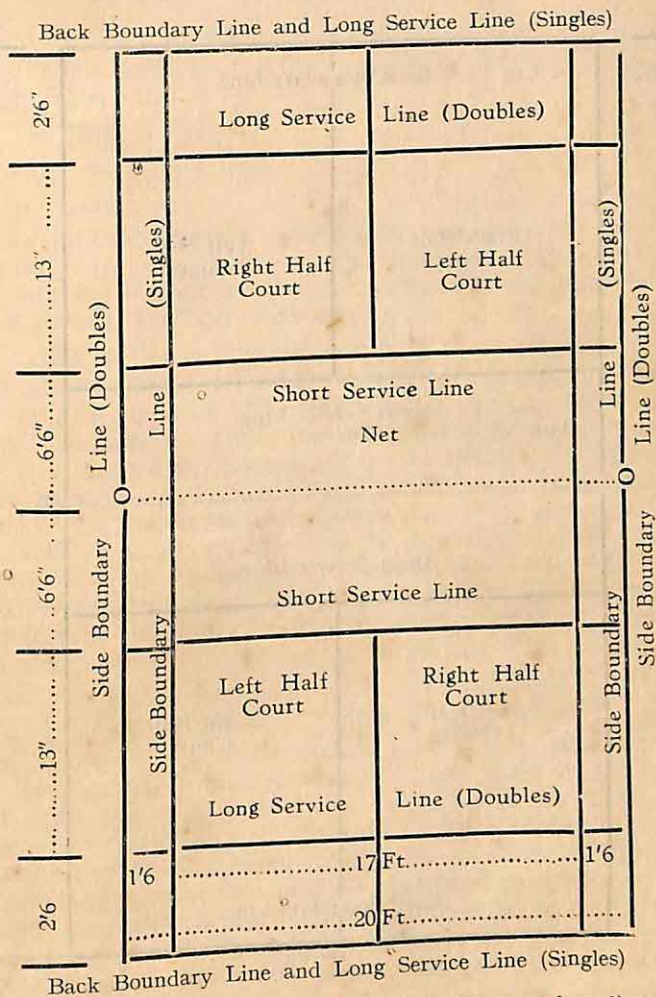 Back Boundary Line and Long Service Line (Singles)
2'6"
Long Service Line (Doubles)
13"
(Singles)
Right Half
Court
Left Half
Court
(Singles)
Line (Doubles)
Line
Short Service Line
Line
Line (Doubles)
6'6"
Net
O
O
6'6"
Side Boundary
Short Service Line
Side Boundary
Side Boundary
Left Half
Court
Right Half
Court
Side Boundary
13"
Long Service Line (Doubles)
1'6
17 Ft.
1'6
2'6
20 Ft.
Back Boundary Line and Long Service Line (Singles)